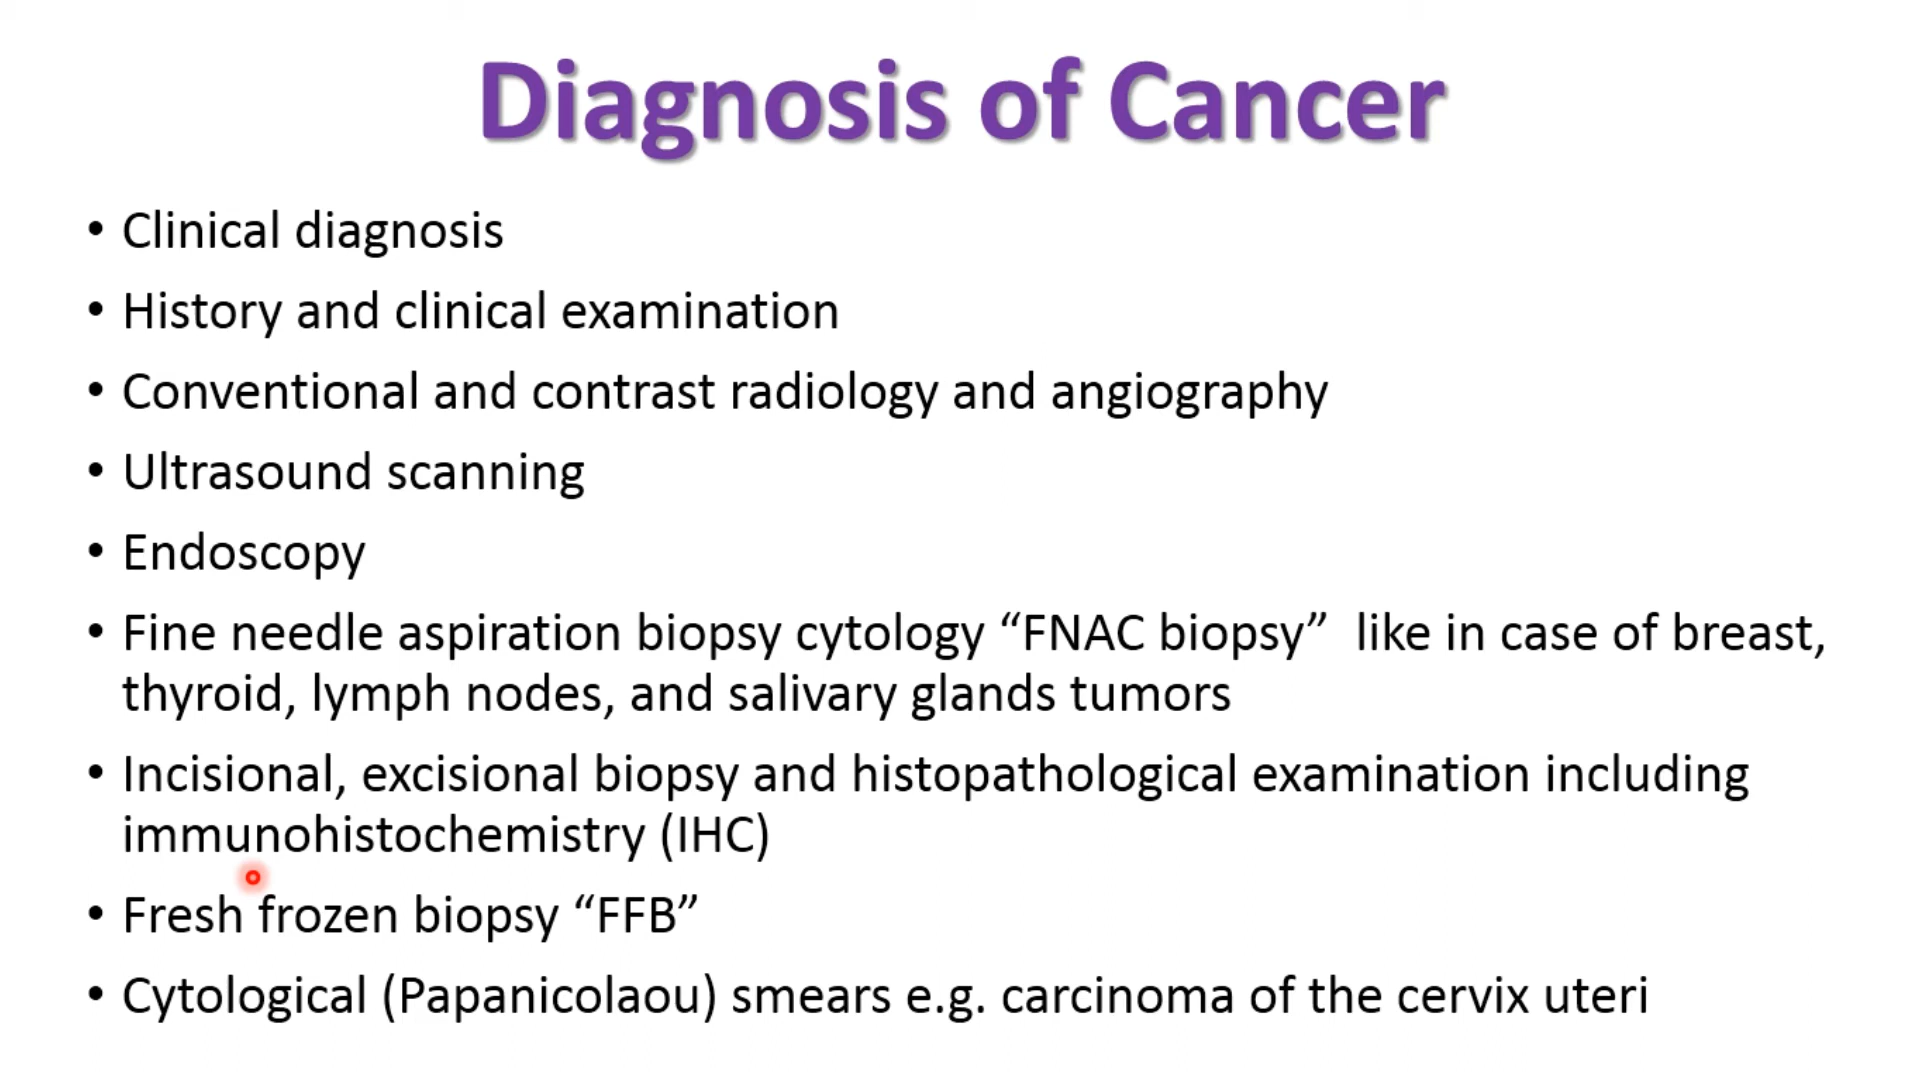 Diagnosis of Cancer
• Clinical diagnosis
• History and clinical examination
• Conventional and contrast radiology and angiography
• Ultrasound scanning
• Endoscopy
• Fine needle aspiration biopsy cytology “FNAC biopsy”  like in case of breast,
thyroid, lymph nodes, and salivary glands tumors
• Incisional, excisional biopsy and histopathological examination including
immunohistochemistry (IHC)
• Fresh frozen biopsy “FFB”
• Cytological (Papanicolaou) smears e.g. carcinoma of the cervix uteri